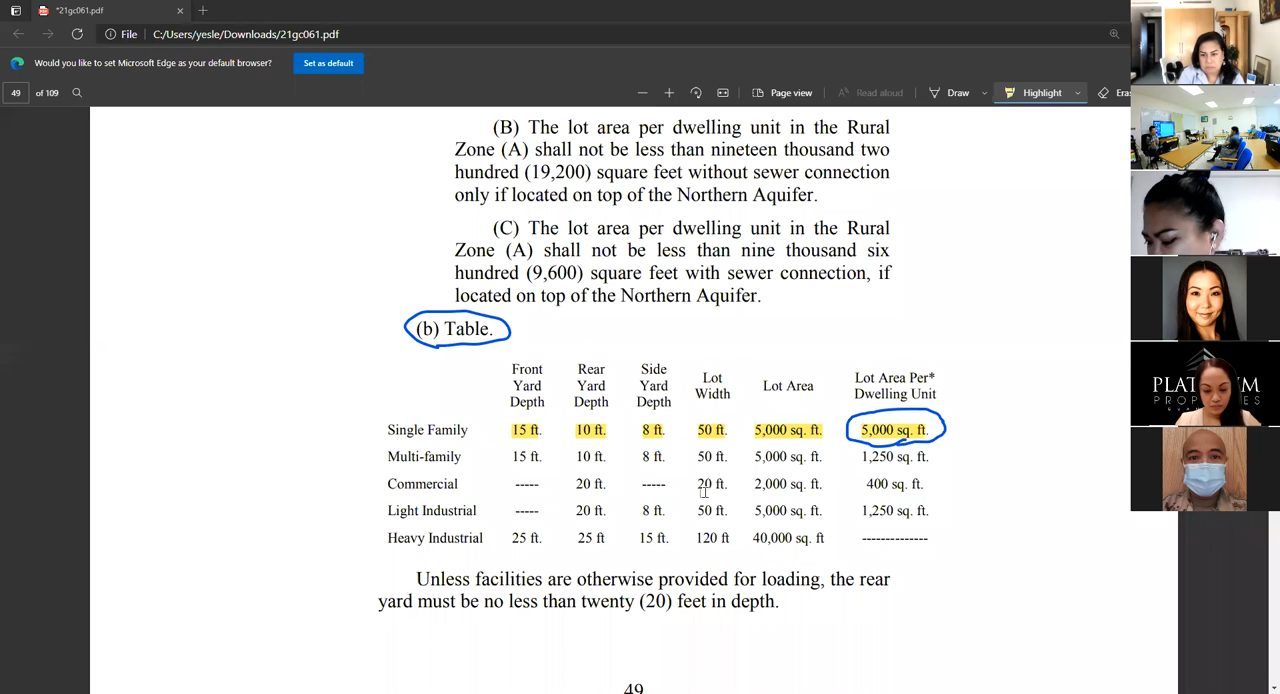 *21gc061.pdf
File C:/Users/yesle/Downloads/21gc061.pdf
Would you like to set Microsoft Edge as your default browser? Set as default
49 of 109 Page view Read aloud Draw Highlight
(B) The lot area per dwelling unit in the Rural
Zone (A) shall not be less than nineteen thousand two
hundred (19,200) square feet without sewer connection
only if located on top of the Northern Aquifer.
(C) The lot area per dwelling unit in the Rural
Zone (A) shall not be less than nine thousand six
hundred (9,600) square feet with sewer connection, if
located on top of the Northern Aquifer.
(b) Table.
Front Yard Depth Rear Yard Depth Side Yard Depth Lot Width Lot Area Lot Area Per* Dwelling Unit
Single Family 15 ft. 10 ft. 8 ft. 50 ft. 5,000 sq. ft. 5,000 sq. ft.
Multi-family 15 ft. 10 ft. 8 ft. 50 ft. 5,000 sq. ft. 1,250 sq. ft.
Commercial ----- 20 ft. ----- 20 ft. 2,000 sq. ft. 400 sq. ft.
Light Industrial ----- 20 ft. 8 ft. 50 ft. 5,000 sq. ft. 1,250 sq. ft.
Heavy Industrial 25 ft. 25 ft 15 ft. 120 ft 40,000 sq. ft --------------
Unless facilities are otherwise provided for loading, the rear
yard must be no less than twenty (20) feet in depth.
49